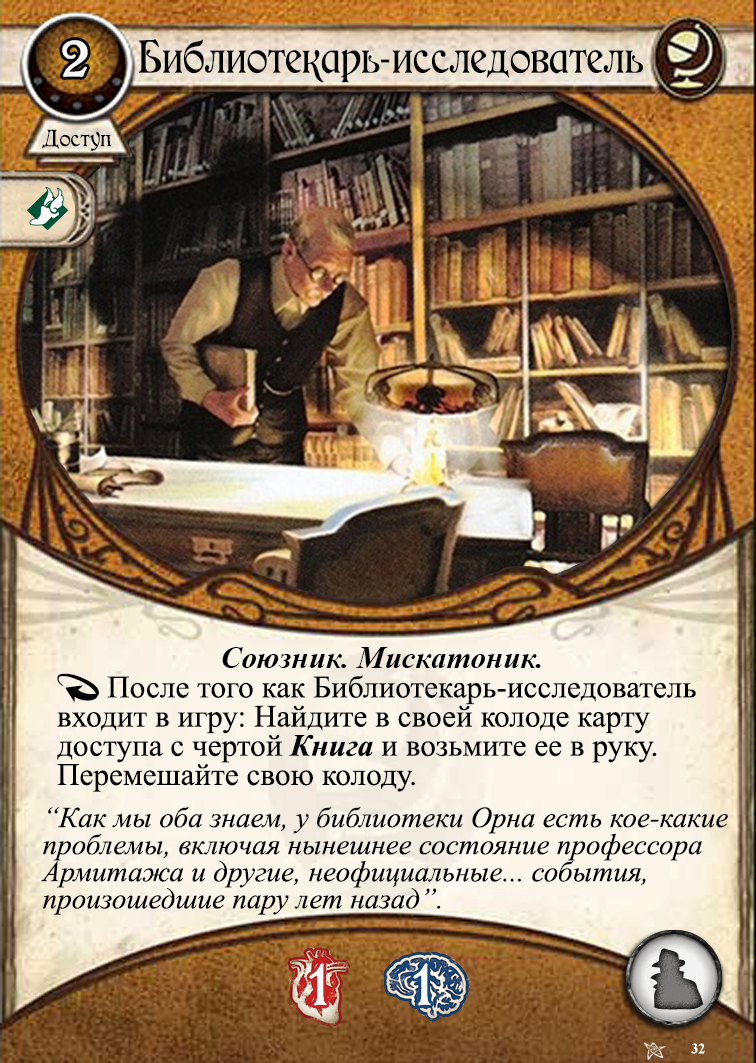 2
Библиотекарь-исследователь
Доступ
Союзник. Мискатоник.
После того как Библиотекарь-исследователь
входит в игру: Найдите в своей колоде карту
доступа с чертой Книга и возьмите ее в руку.
Перемешайте свою колоду.
“Как мы оба знаем, у библиотеки Орна есть кое-какие
проблемы, включая нынешнее состояние профессора
Армитажа и другие, неофициальные... события,
произошедшие пару лет назад”.
1 1
32